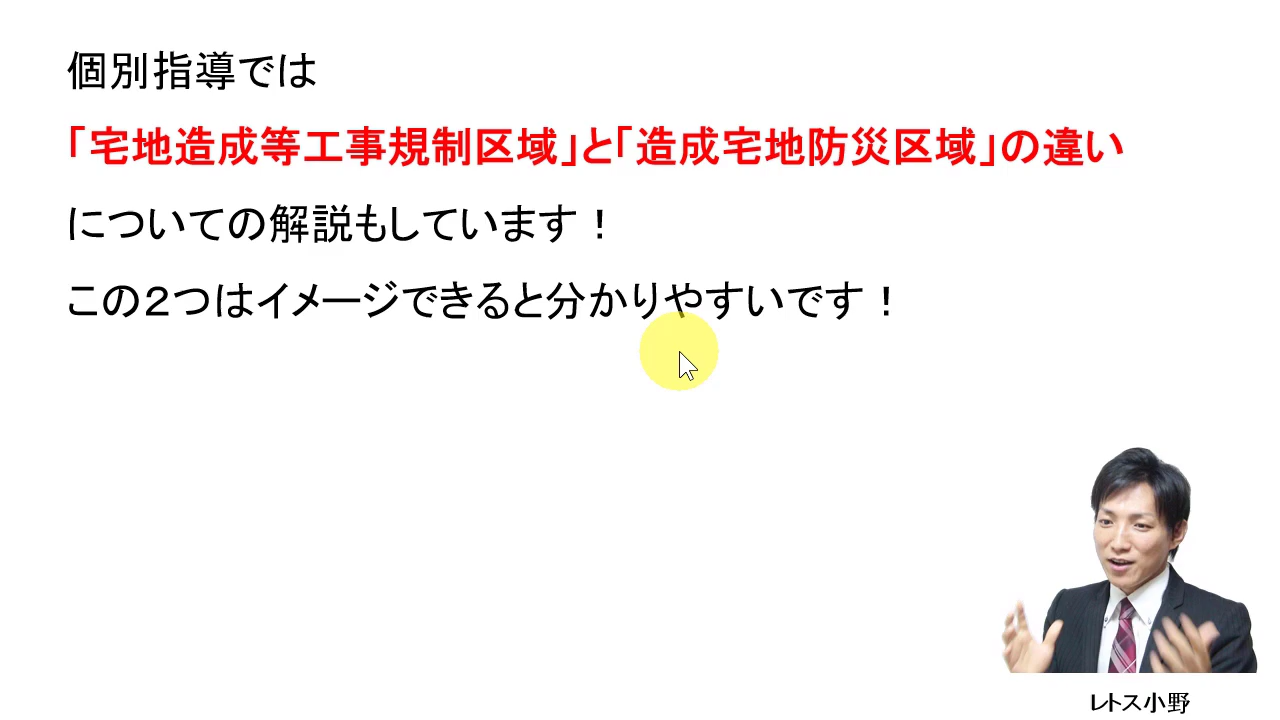 個別指導では
「宅地造成等工事規制区域」と「造成宅地防災区域」の違い
についての解説もしています！
この２つはイメージできると分かりやすいです！
レトス小野